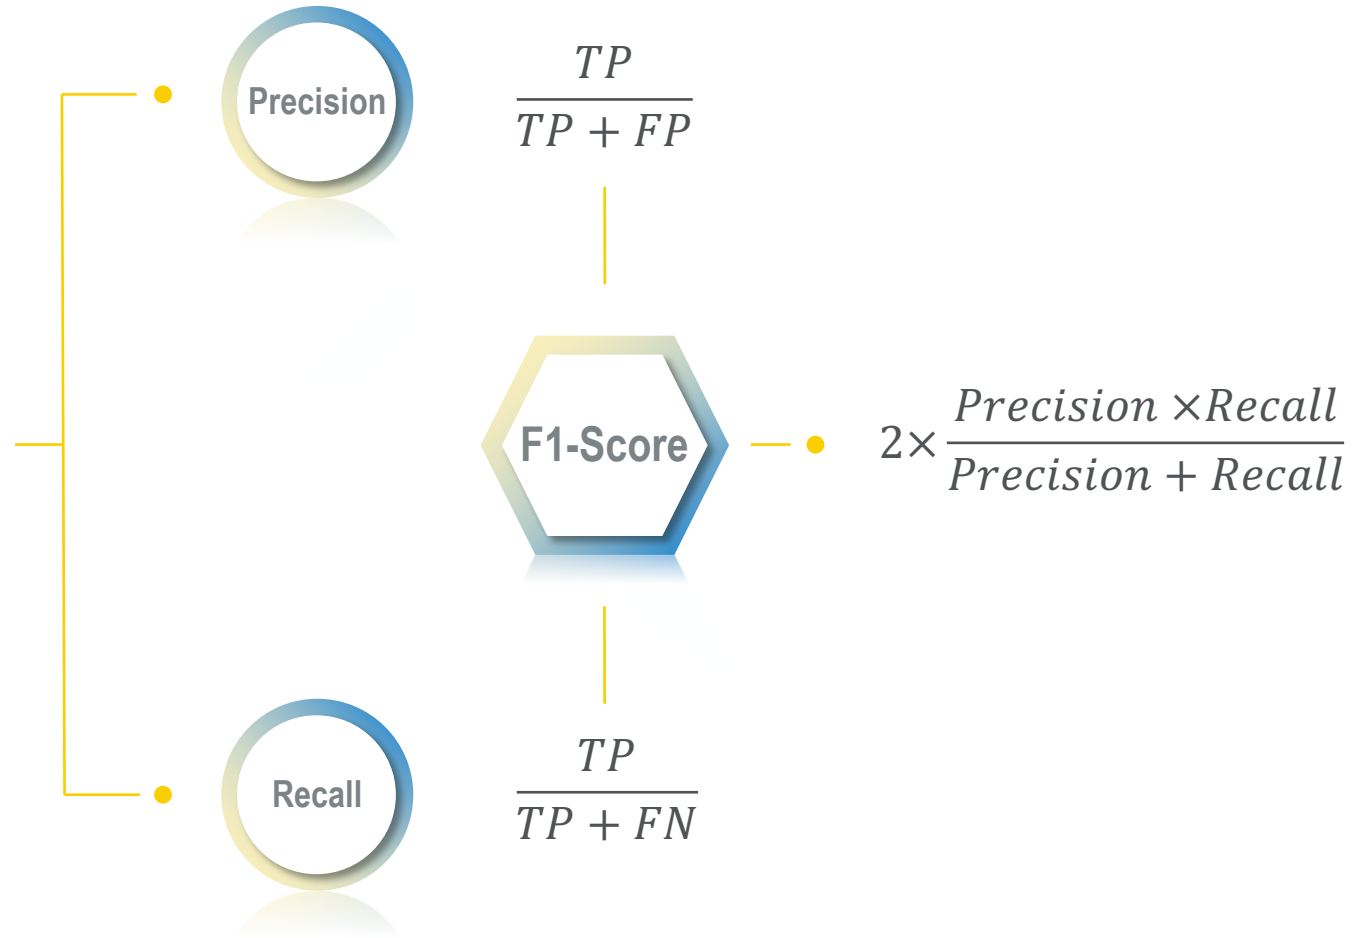 Precision
TP
TP + FP
F1-Score
2× Precision ×Recall
Precision + Recall
Recall
TP
TP + FN